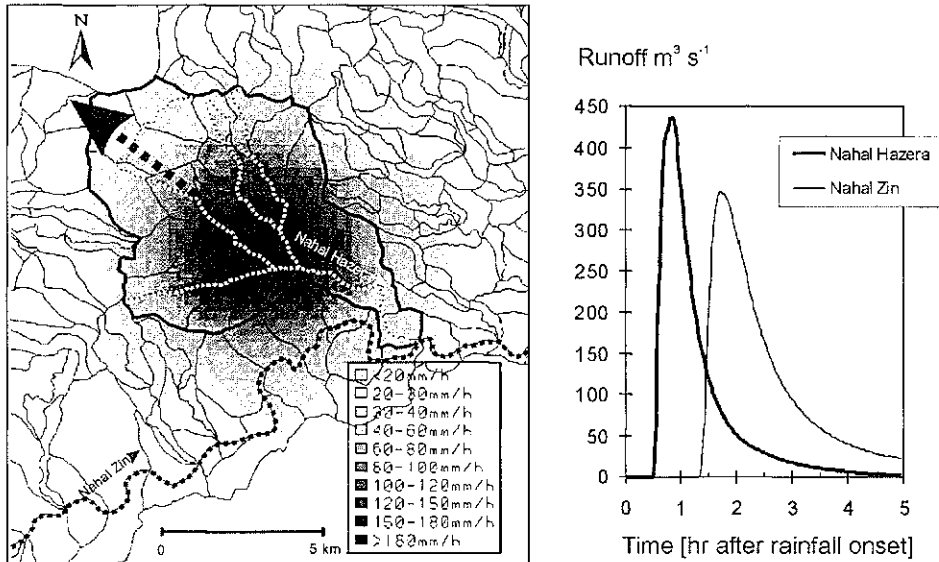 N
Nahal Hazera
Nahal Zin
<20mm/h
20-30mm/h
30-40mm/h
40-60mm/h
60-80mm/h
80-100mm/h
100-120mm/h
120-150mm/h
150-180mm/h
>180mm/h
0 5 km
Runoff m³ s⁻¹
450
400
350
300
250
200
150
100
50
0
Nahal Hazera
Nahal Zin
0 1 2 3 4 5
Time [hr after rainfall onset]